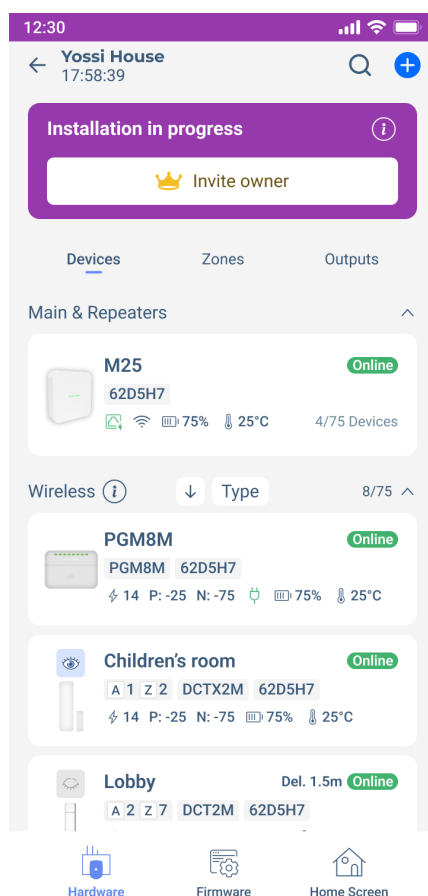 12:30
Yossi House
17:58:39
Installation in progress
Invite owner
Devices Zones Outputs
Main & Repeaters
M25 Online
62D5H7
75% 25°C 4/75 Devices
Wireless Type 8/75
PGM8M Online
PGM8M 62D5H7
14 P: -25 N: -75 75% 25°C
Children's room Online
A 1 Z 2 DCTX2M 62D5H7
14 P: -25 N: -75 75% 25°C
Lobby Del. 1.5m Online
A 2 Z 7 DCT2M 62D5H7
Hardware Firmware Home Screen